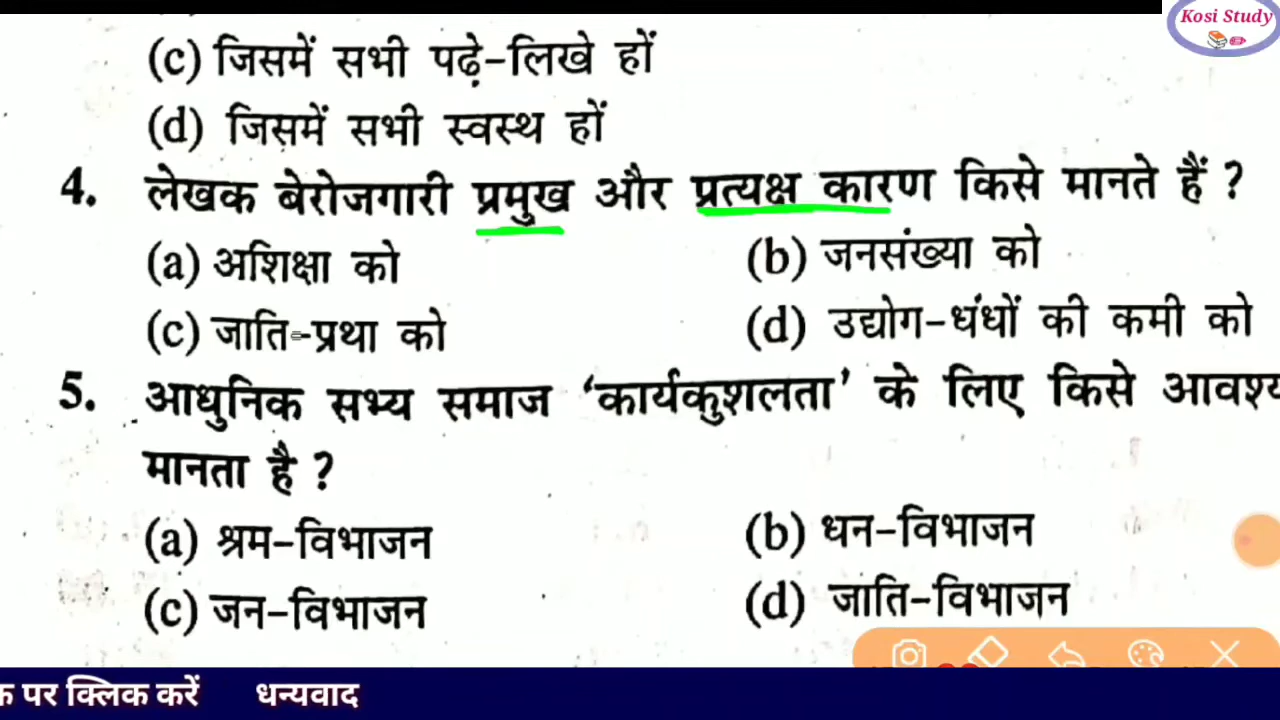 Kosi Study
(c) जिसमें सभी पढ़े-लिखे हों
(d) जिसमें सभी स्वस्थ हों
4. लेखक बेरोजगारी प्रमुख और प्रत्यक्ष कारण किसे मानते हैं ?
(a) अशिक्षा को (b) जनसंख्या को
(c) जाति-प्रथा को (d) उद्योग-धंधों की कमी को
5. आधुनिक सभ्य समाज 'कार्यकुशलता' के लिए किसे
मानता है ?
(a) श्रम-विभाजन (b) धन-विभाजन
(c) जन-विभाजन (d) जाति-विभाजन
पर क्लिक करें धन्यवाद